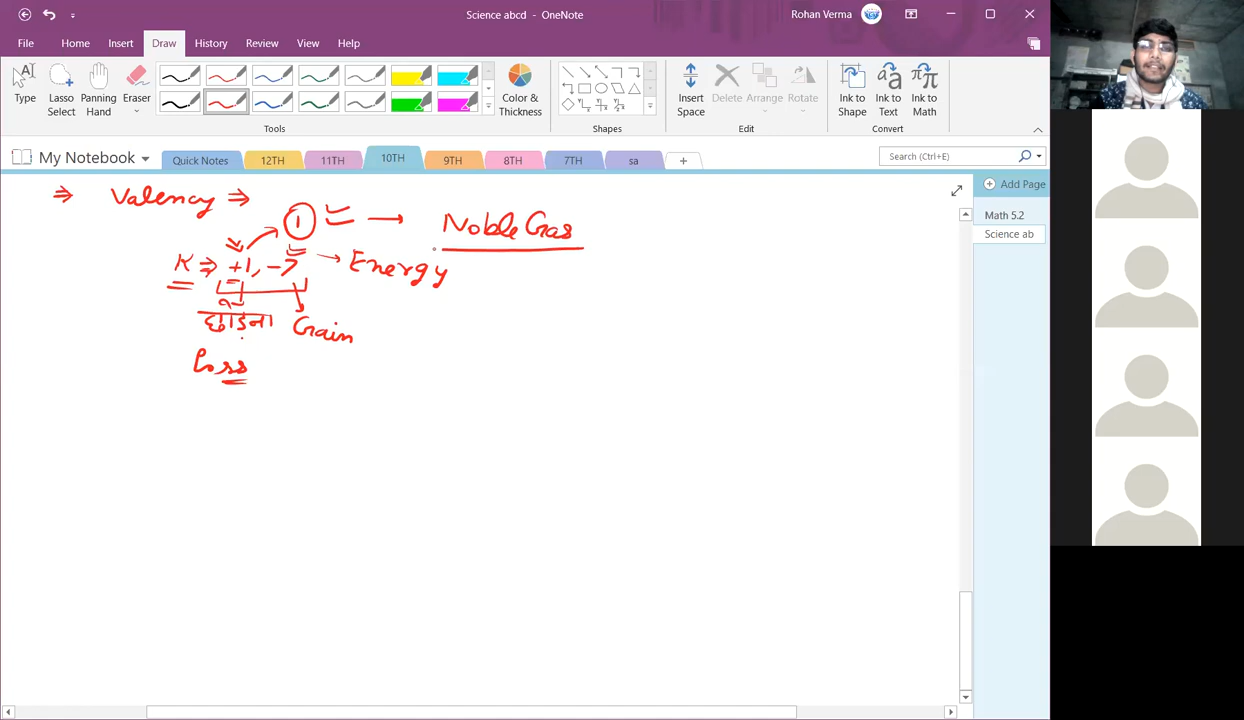 Science abcd - OneNote
Rohan Verma
File Home Insert Draw History Review View Help
Type
Lasso Select
Panning Hand
Eraser
Color & Thickness
Insert Space
Delete
Arrange
Rotate
Ink to Shape
Ink to Text
Ink to Math
Tools
Shapes
Edit
Convert
My Notebook
Quick Notes 12TH 11TH 10TH 9TH 8TH 7TH sa +
Search (Ctrl+E)
Add Page
Math 5.2
Science ab
⇒ Valency ⇒
① → Noble Gas
K ⇒ +1, -7 → Energy
छोड़ना Gain
Loss